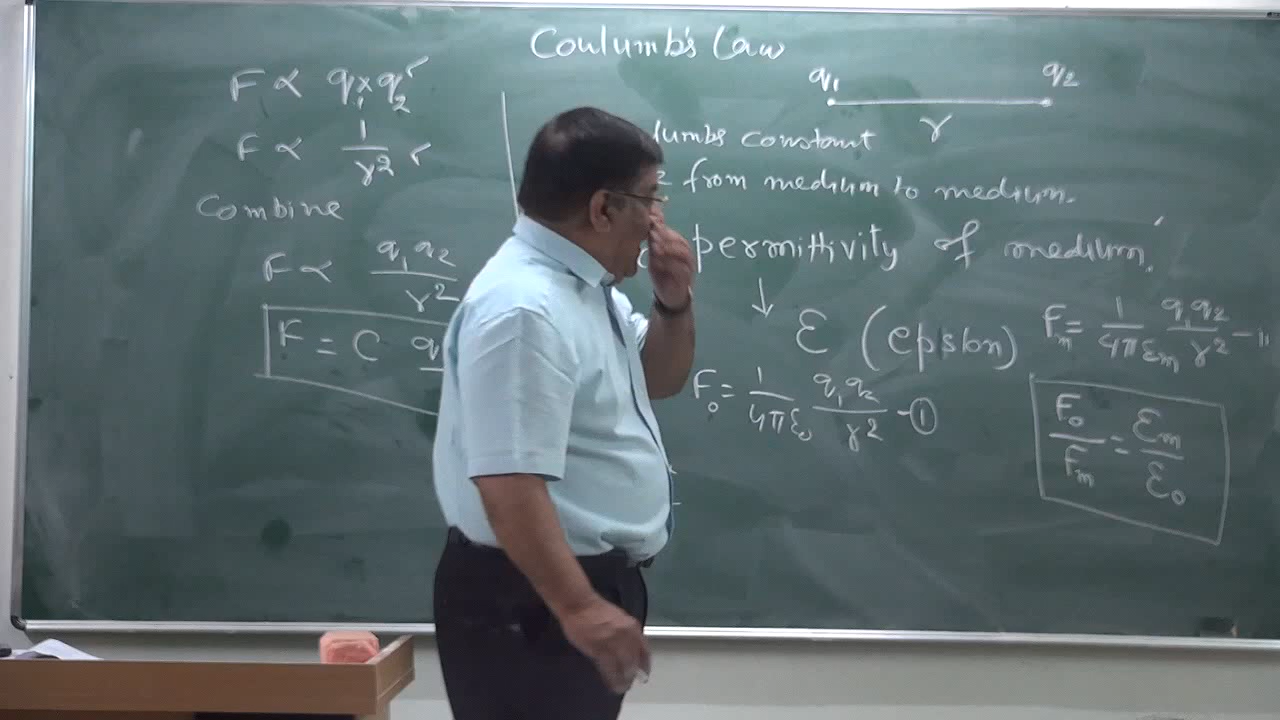 Coulumb's Law
F ∝ q₁ × q₂ ✓
F ∝ 1/r² ✓
Combine
F ∝ q₁q₂/r²
F = C q
q₁ q₂
r
lumbs constant
from medium to medium.
permittivity of medium.
↓
ε (epsilon)
F₀ = 1/4πε₀ q₁q₂/r² -①
Fm = 1/4πεm q₁q₂/r² -11
F₀/Fm = εm/ε₀